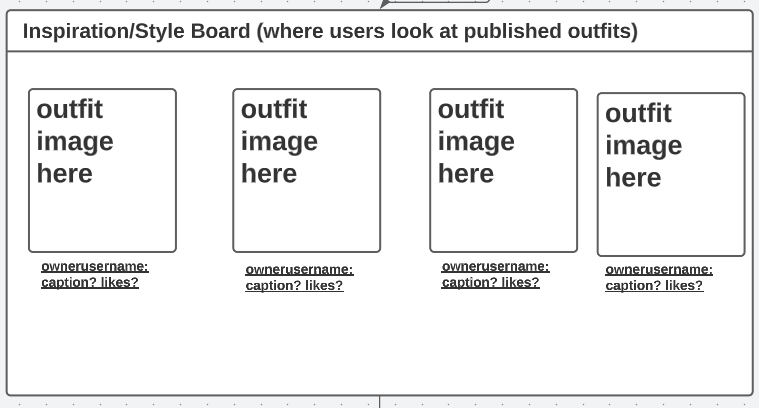 Inspiration/Style Board (where users look at published outfits)
outfit
image
here
ownerusername:
caption? likes?
outfit
image
here
ownerusername:
caption? likes?
outfit
image
here
ownerusername:
caption? likes?
outfit
image
here
ownerusername:
caption? likes?